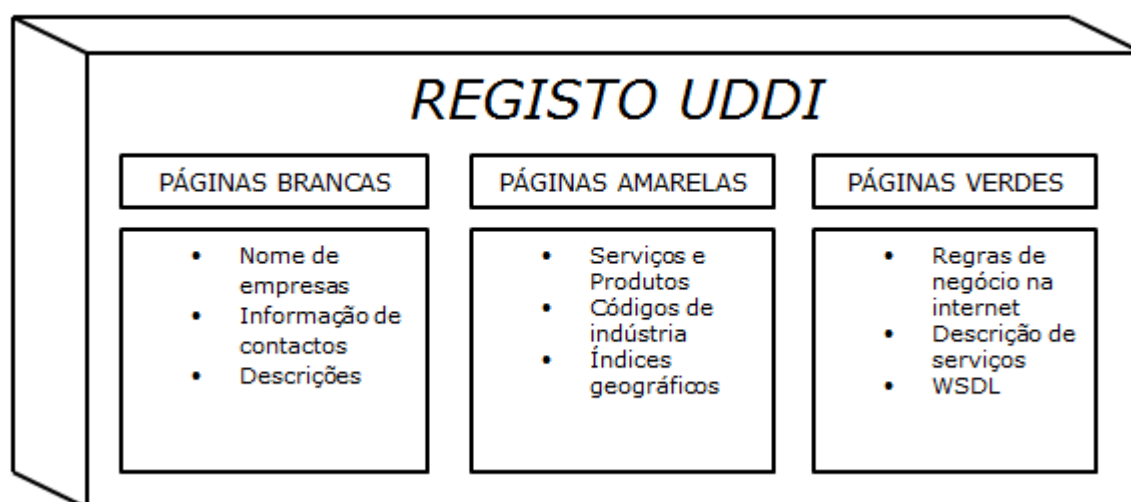 REGISTO UDDI
PÁGINAS BRANCAS
• Nome de
empresas
• Informação de
contactos
• Descrições
PÁGINAS AMARELAS
• Serviços e
Produtos
• Códigos de
indústria
• Índices
geográficos
PÁGINAS VERDES
• Regras de
negócio na
internet
• Descrição de
serviços
• WSDL